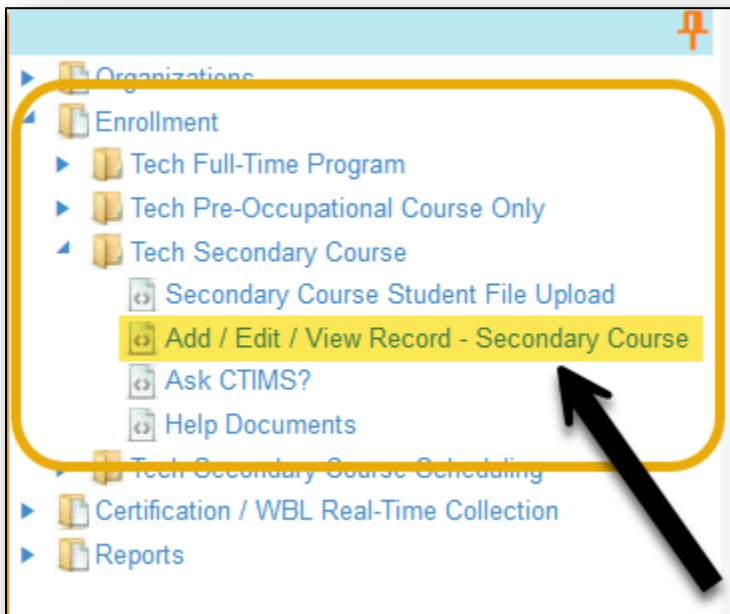 Organizations
Enrollment
Tech Full-Time Program
Tech Pre-Occupational Course Only
Tech Secondary Course
Secondary Course Student File Upload
Add / Edit / View Record - Secondary Course
Ask CTIMS?
Help Documents
Tech Secondary Course Scheduling
Certification / WBL Real-Time Collection
Reports